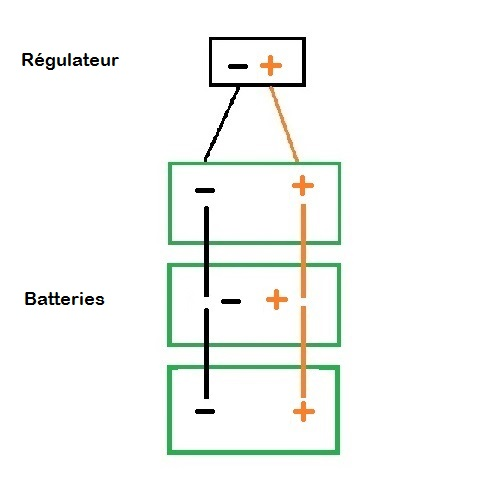 Régulateur
− +
− +
Batteries
− +
− +